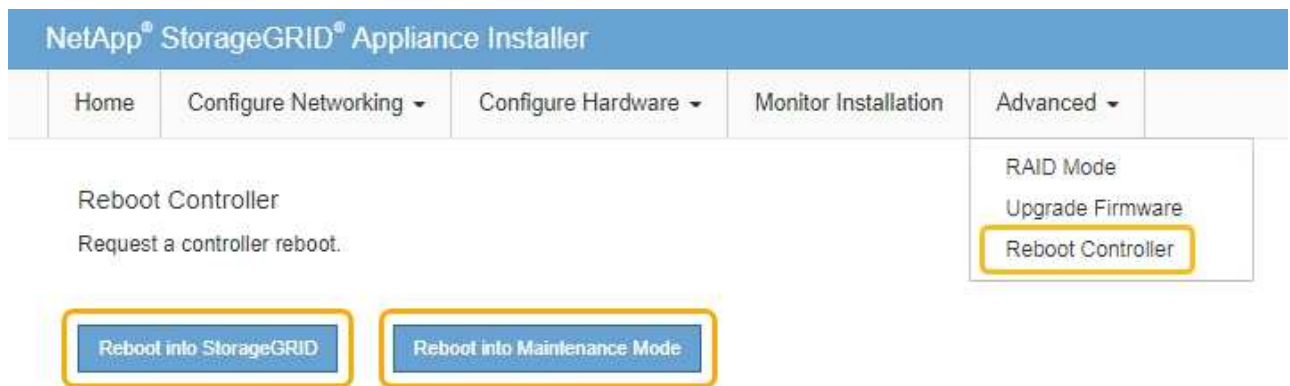 NetApp® StorageGRID® Appliance Installer
Home Configure Networking Configure Hardware Monitor Installation Advanced
RAID Mode
Upgrade Firmware
Reboot Controller
Reboot Controller
Request a controller reboot.
Reboot into StorageGRID Reboot into Maintenance Mode